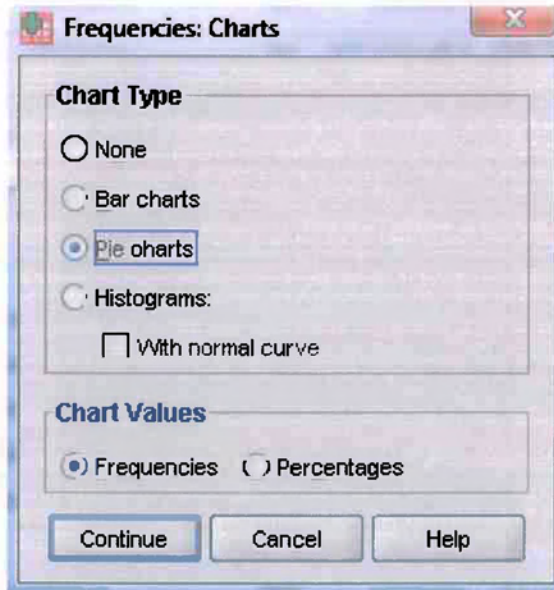 Frequencies: Charts
Chart Type
None
Bar charts
Pie oharts
Histograms:
With normal curve
Chart Values
Frequencies Percentages
Continue Cancel Help